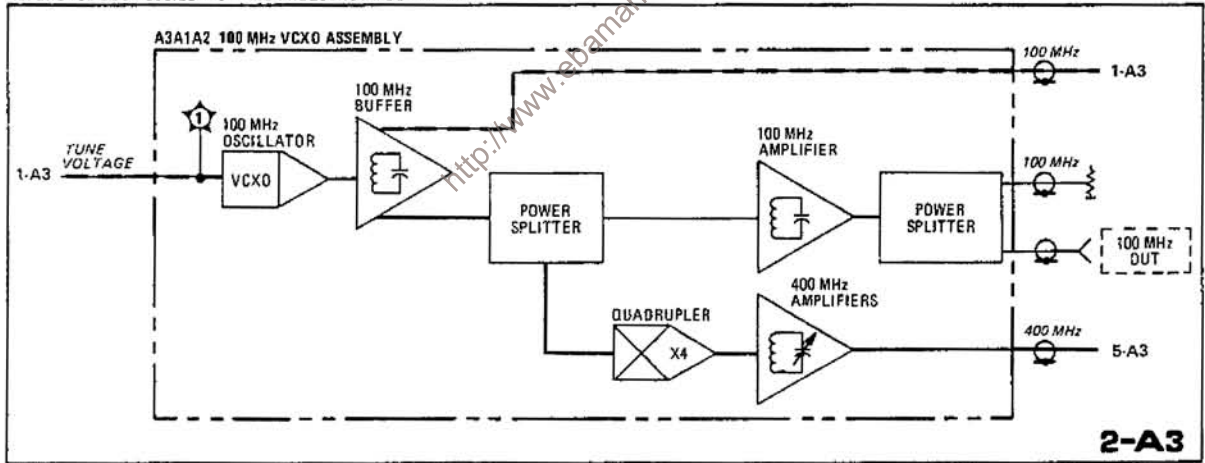 A3A1A2 100 MHz VCXO ASSEMBLY
100 MHz
1-A3
1
100 MHz
OSCILLATOR
VCXO
TUNE
VOLTAGE
1-A3
100 MHz
BUFFER
http://www.ebaman
POWER
SPLITTER
100 MHz
AMPLIFIER
POWER
SPLITTER
100 MHz
100 MHz
OUT
QUADRUPLER
X4
400 MHz
AMPLIFIERS
400 MHz
5-A3
2-A3